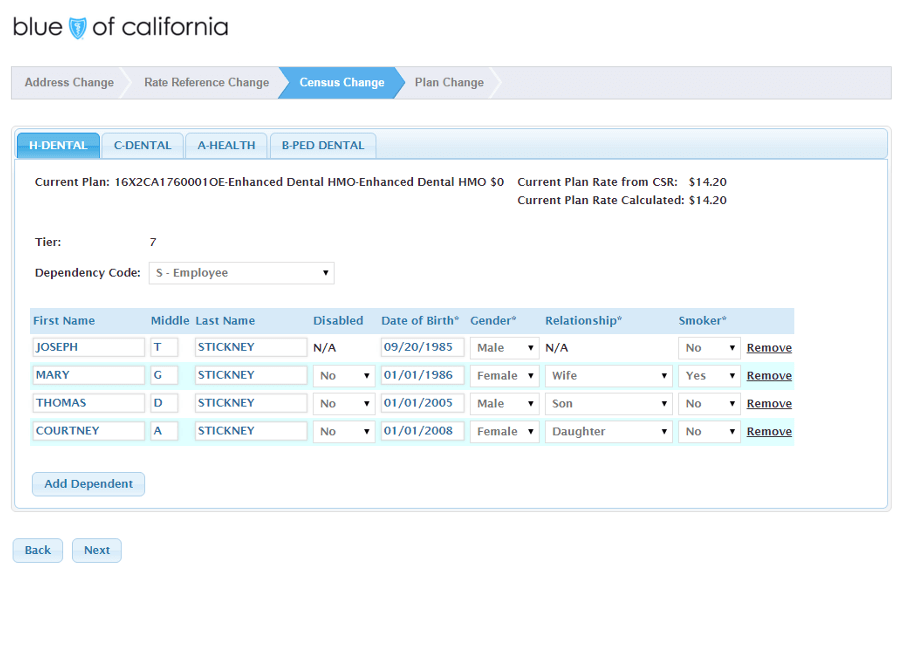 blue of california
Address Change Rate Reference Change Census Change Plan Change
H-DENTAL C-DENTAL A-HEALTH B-PED DENTAL
Current Plan: 16X2CA1760001OE-Enhanced Dental HMO-Enhanced Dental HMO $0 Current Plan Rate from CSR: $14.20
Current Plan Rate Calculated: $14.20
Tier: 7
Dependency Code: S - Employee
First Name Middle Last Name Disabled Date of Birth* Gender* Relationship* Smoker*
JOSEPH T STICKNEY N/A 09/20/1985 Male N/A No Remove
MARY G STICKNEY No 01/01/1986 Female Wife Yes Remove
THOMAS D STICKNEY No 01/01/2005 Male Son No Remove
COURTNEY A STICKNEY No 01/01/2008 Female Daughter No Remove
Add Dependent
Back Next